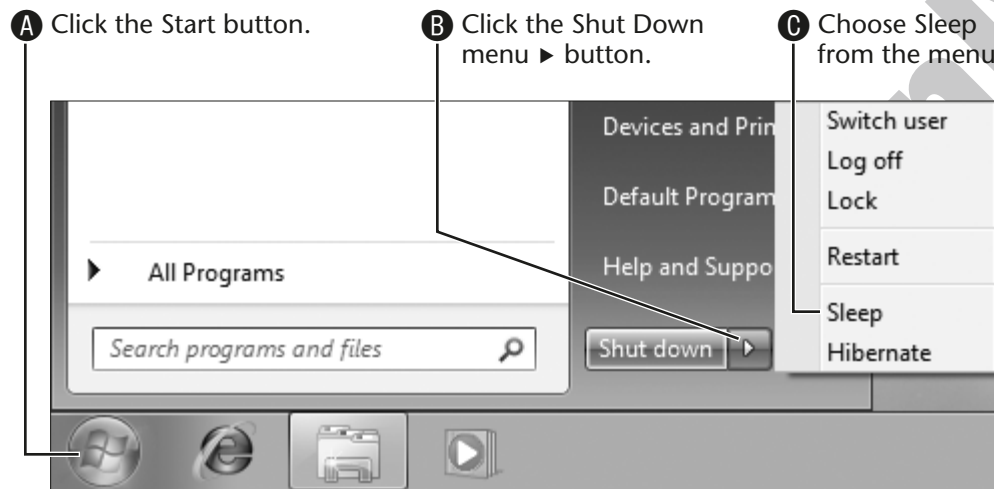 A Click the Start button.
B Click the Shut Down
menu ▶ button.
C Choose Sleep
from the menu
Devices and Prin
Default Program
Help and Suppo
All Programs
Search programs and files
Shut down
Switch user
Log off
Lock
Restart
Sleep
Hibernate